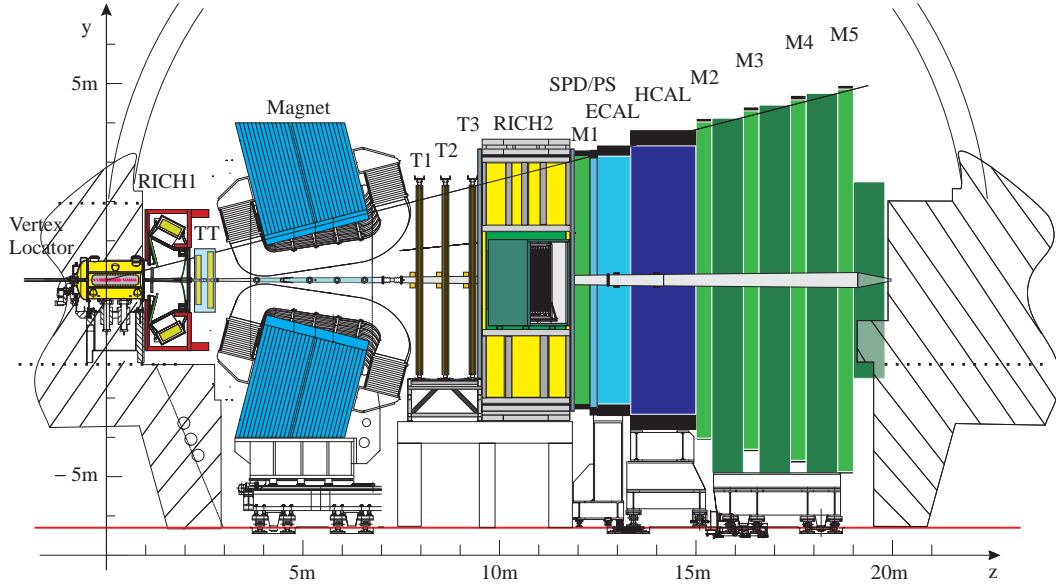 y
5m
Magnet
SPD/PS
ECAL
HCAL
M1
M2
M3
M4
M5
RICH2
T1
T2
T3
RICH1
TT
Vertex
Locator
– 5m
5m
10m
15m
20m
z